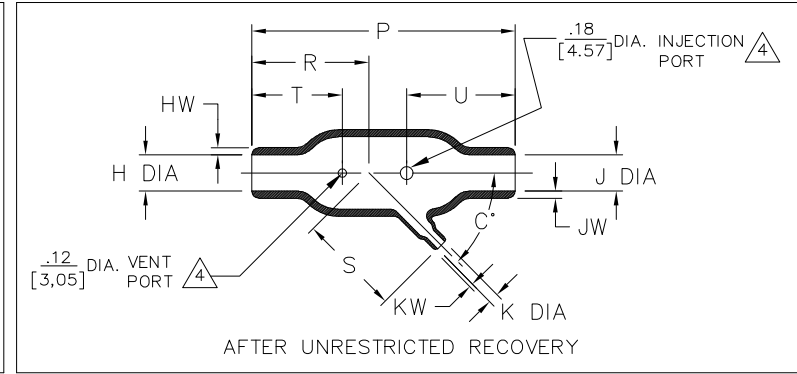 P
R
.18
[4.57] DIA. INJECTION PORT 4
T
U
HW
H DIA
J DIA
C°
JW
.12
[3,05] DIA. VENT PORT 4
S
KW
K DIA
AFTER UNRESTRICTED RECOVERY